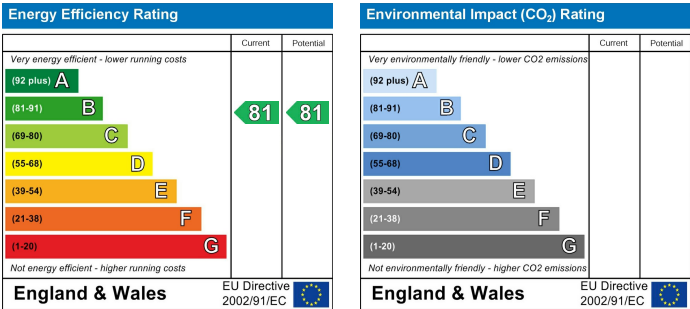 Energy Efficiency Rating
Current Potential
Very energy efficient - lower running costs
(92 plus) A
(81-91) B
81 81
(69-80) C
(55-68) D
(39-54) E
(21-38) F
(1-20) G
Not energy efficient - higher running costs
England & Wales
EU Directive
2002/91/EC
Environmental Impact (CO₂) Rating
Current Potential
Very environmentally friendly - lower CO2 emissions
(92 plus) A
(81-91) B
(69-80) C
(55-68) D
(39-54) E
(21-38) F
(1-20) G
Not environmentally friendly - higher CO2 emissions
England & Wales
EU Directive
2002/91/EC